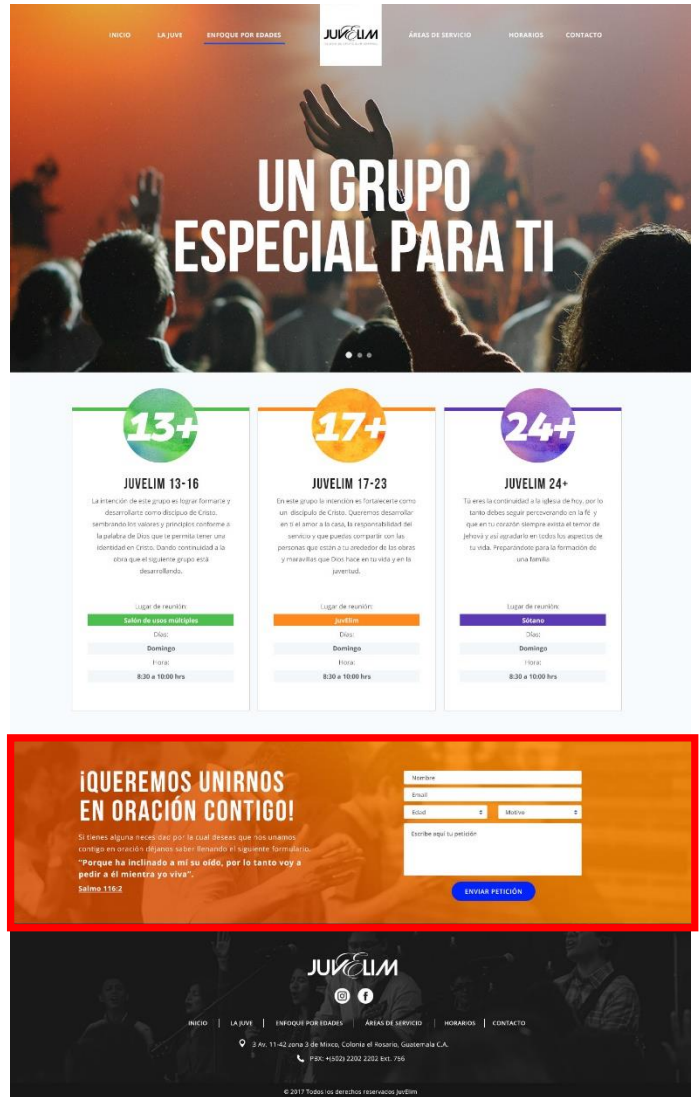 INICIO LA JUVE ENFOQUE POR EDADES JUVÉLIM ÁREAS DE SERVICIO HORARIOS CONTACTO
UN GRUPO
ESPECIAL PARA TI
13+
JUVELIM 13-16
La intención de este grupo es lograr formarte y
desarrollarte como discípulo de Cristo,
sembrando los valores y principios conforme a
la palabra de Dios que te permita tener una
identidad en Cristo. Dando continuidad a la
obra que el siguiente grupo está
desarrollando.
Lugar de reunión:
Salón de usos múltiples
Días:
Domingo
Hora:
8:30 a 10:00 hrs
17+
JUVELIM 17-23
En este grupo la intención es fortalecerte como
un discípulo de Cristo. Queremos desarrollar
en ti el amor a la casa, la responsabilidad del
servicio y que puedas compartir con las
personas que están a tu alrededor de las obras
y maravillas que Dios hace en tu vida y en la
juventud.
Lugar de reunión:
JuvElim
Días:
Domingo
Hora:
8:30 a 10:00 hrs
24+
JUVELIM 24+
Tú eres la continuidad a la iglesia de hoy, por lo
tanto debes seguir perseverando en la fé y
que en tu corazón siempre exista el temor de
Jehová y así agradarlo en todos los aspectos de
tu vida. Preparándote para la formación de
una familia
Lugar de reunión:
Sótano
Días:
Domingo
Hora:
8:30 a 10:00 hrs
¡QUEREMOS UNIRNOS
EN ORACIÓN CONTIGO!
Si tienes alguna necesidad por la cual deseas que nos unamos
contigo en oración déjanos saber llenando el siguiente formulario.
"Porque ha inclinado a mí su oído, por lo tanto voy a
pedir a él mientra yo viva".
Salmo 116:2
Nombre
Email
Edad Motivo
Escribe aquí tu petición
ENVIAR PETICIÓN
JUVÉLIM
INICIO | LA JUVE | ENFOQUE POR EDADES | ÁREAS DE SERVICIO | HORARIOS | CONTACTO
3 Av. 11-42 zona 3 de Mixco, Colonia el Rosario, Guatemala C.A.
PBX: +(502) 2202 2202 Ext. 756
© 2017 Todos los derechos reservados JuvElim